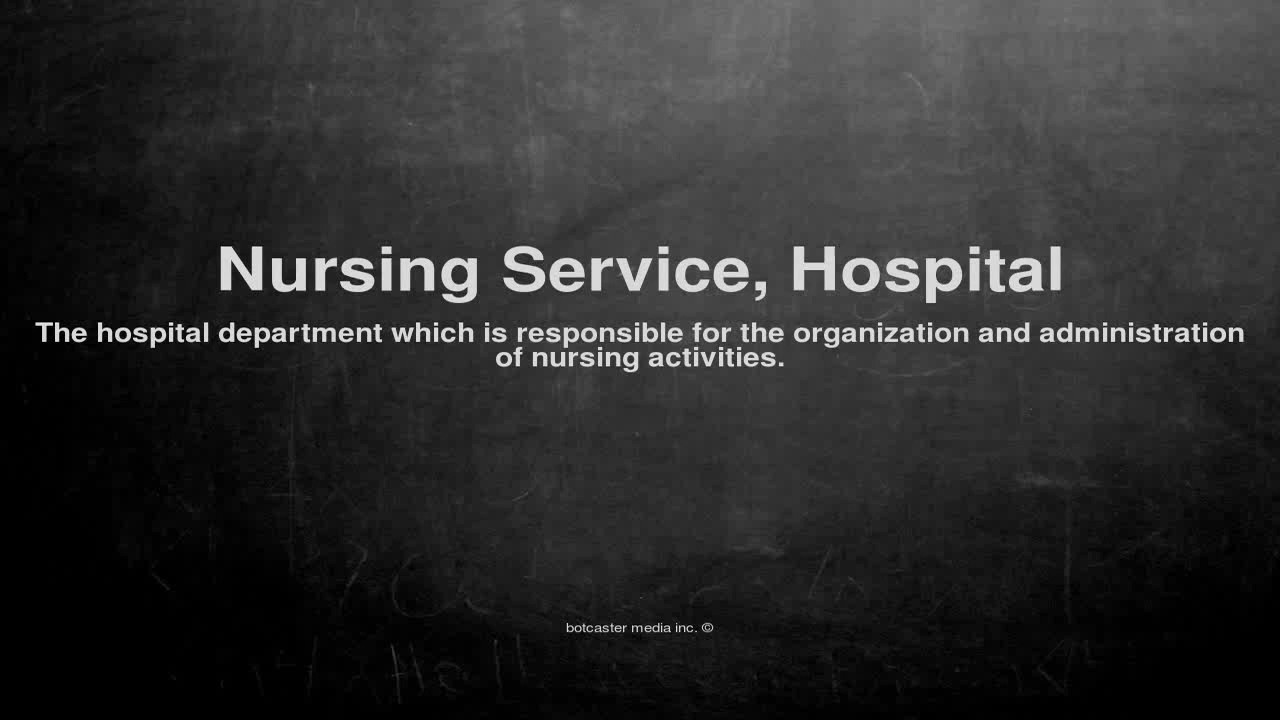 Nursing Service, Hospital
The hospital department which is responsible for the organization and administration
of nursing activities.
botcaster media inc. ©